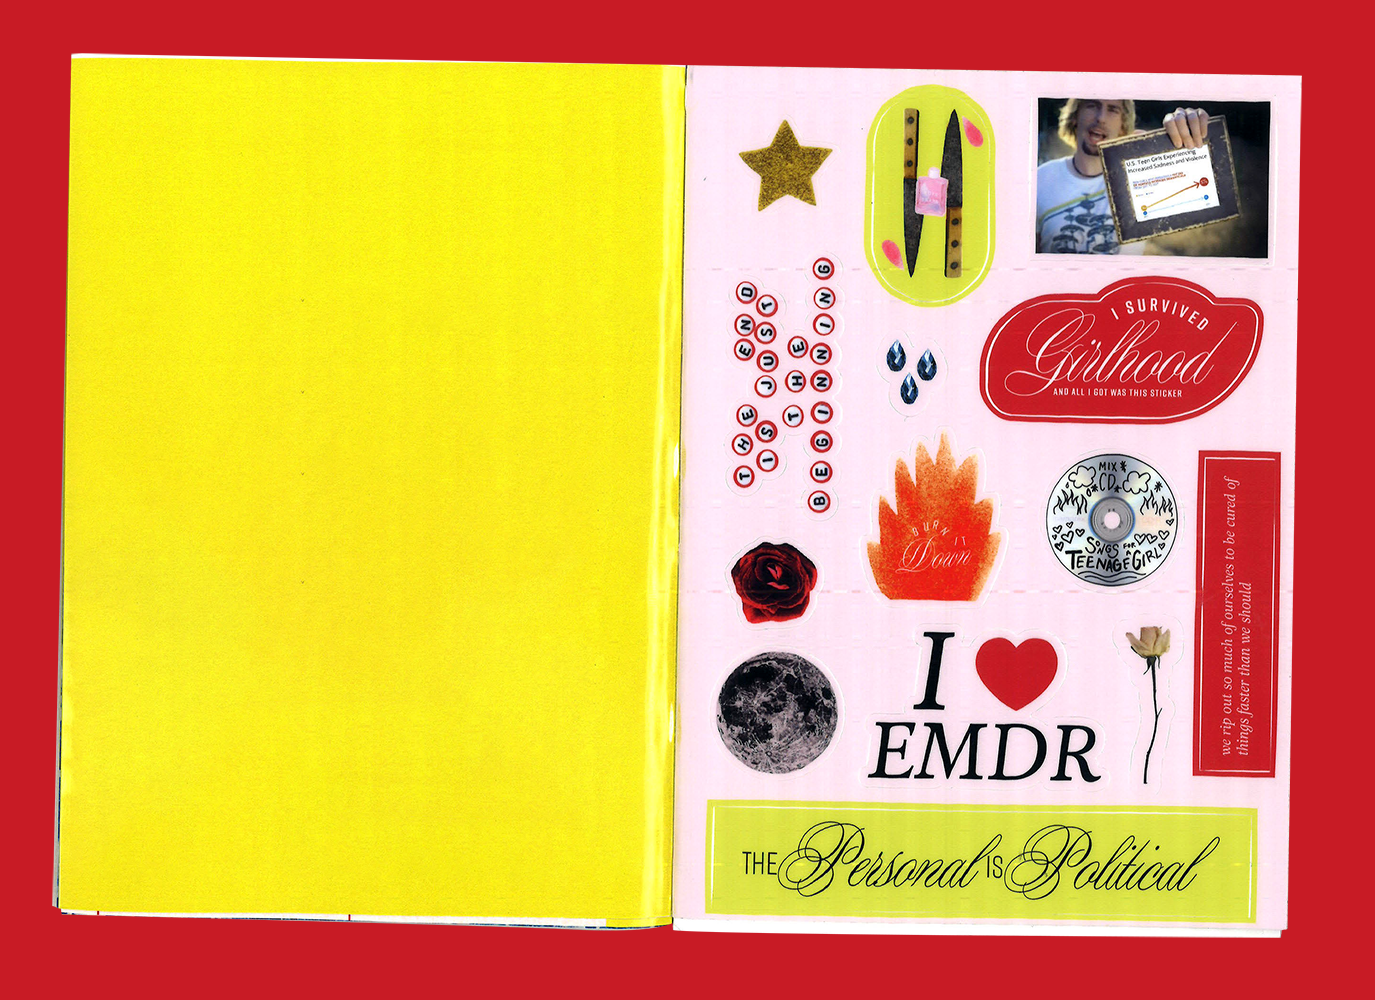 U.S. Teen Girls Experiencing
Increased Sadness and Violence
THE END
IS JUST
THE
BEGINNING
I SURVIVED
Girlhood
AND ALL I GOT WAS THIS STICKER
BURN IT
Down
MIX
CD
SONGS FOR
A
TEENAGE GIRL
we rip out so much of ourselves to be cured of
things faster than we should
I
EMDR
THE Personal IS Political